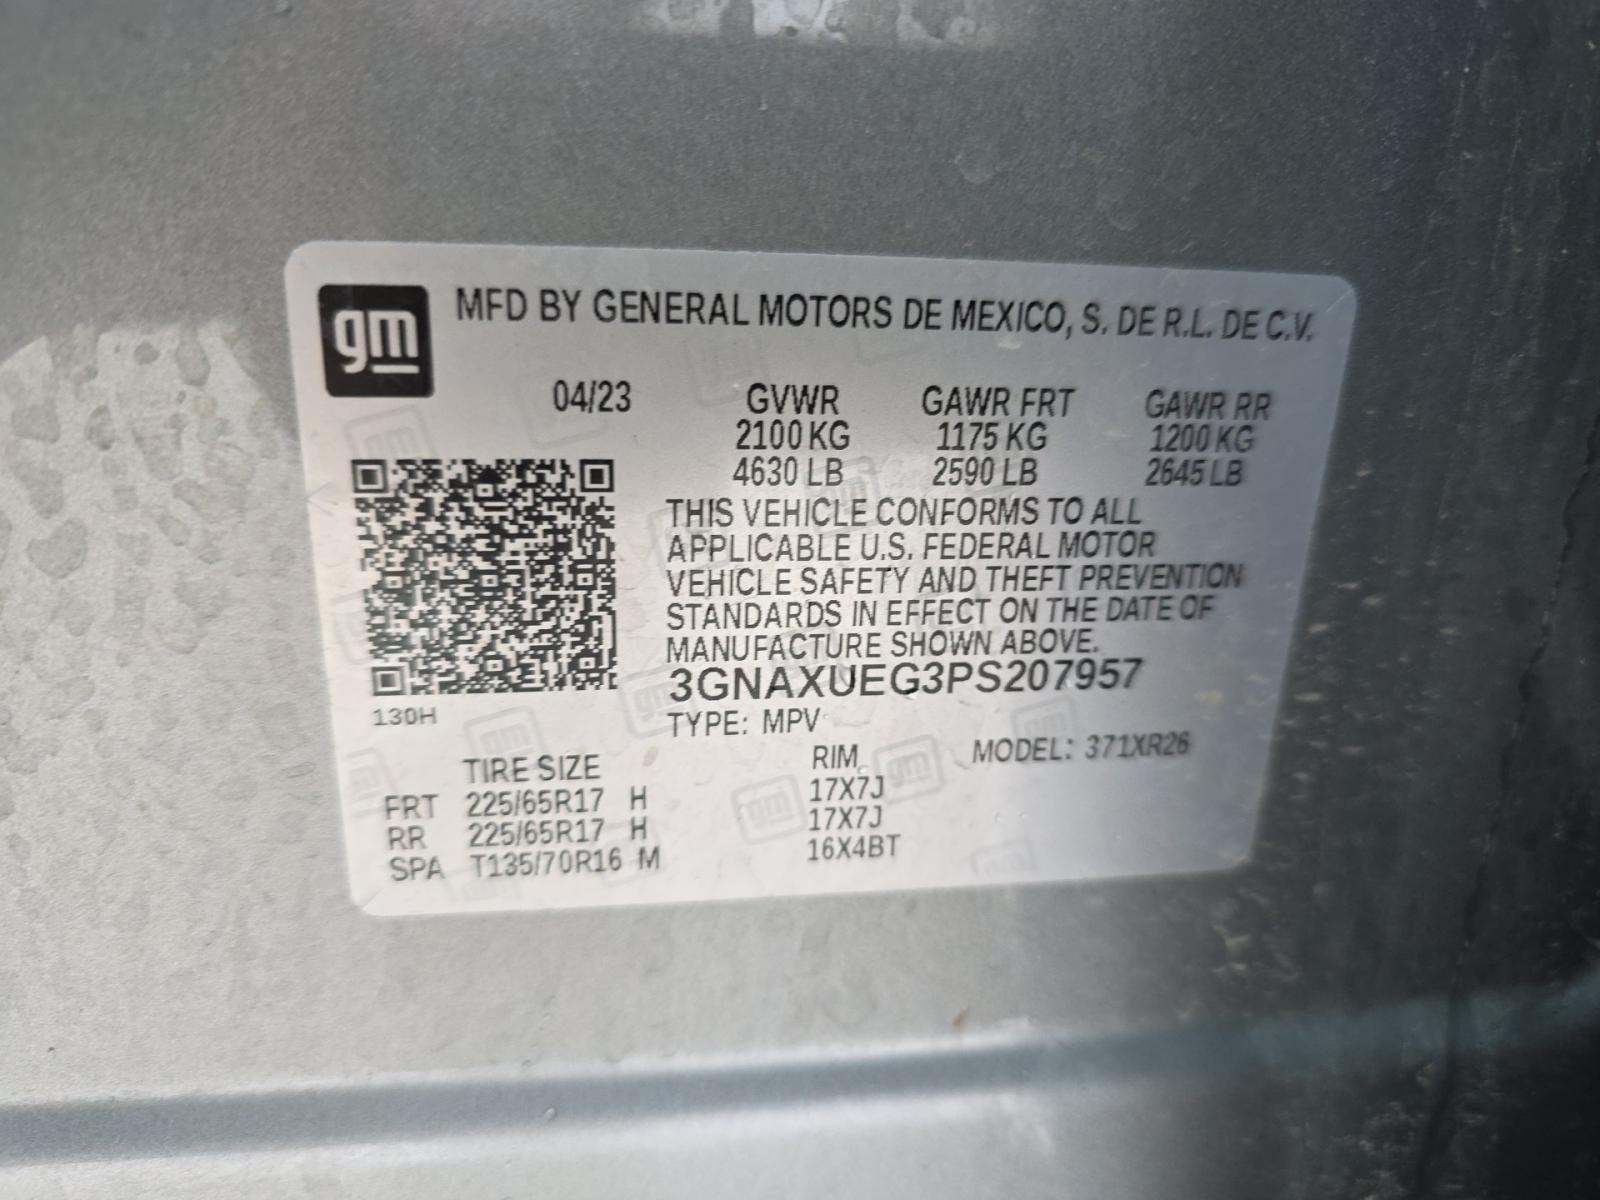 gm
MFD BY GENERAL MOTORS DE MEXICO, S. DE R.L. DE C.V.
04/23 GVWR GAWR FRT GAWR RR
2100 KG 1175 KG 1200 KG
4630 LB 2590 LB 2645 LB
THIS VEHICLE CONFORMS TO ALL
APPLICABLE U.S. FEDERAL MOTOR
VEHICLE SAFETY AND THEFT PREVENTION
STANDARDS IN EFFECT ON THE DATE OF
MANUFACTURE SHOWN ABOVE.
3GNAXUEG3PS207957
130H
TYPE: MPV
TIRE SIZE RIM MODEL: 371XR26
FRT 225/65R17 H 17X7J
RR 225/65R17 H 17X7J
SPA T135/70R16 M 16X4BT